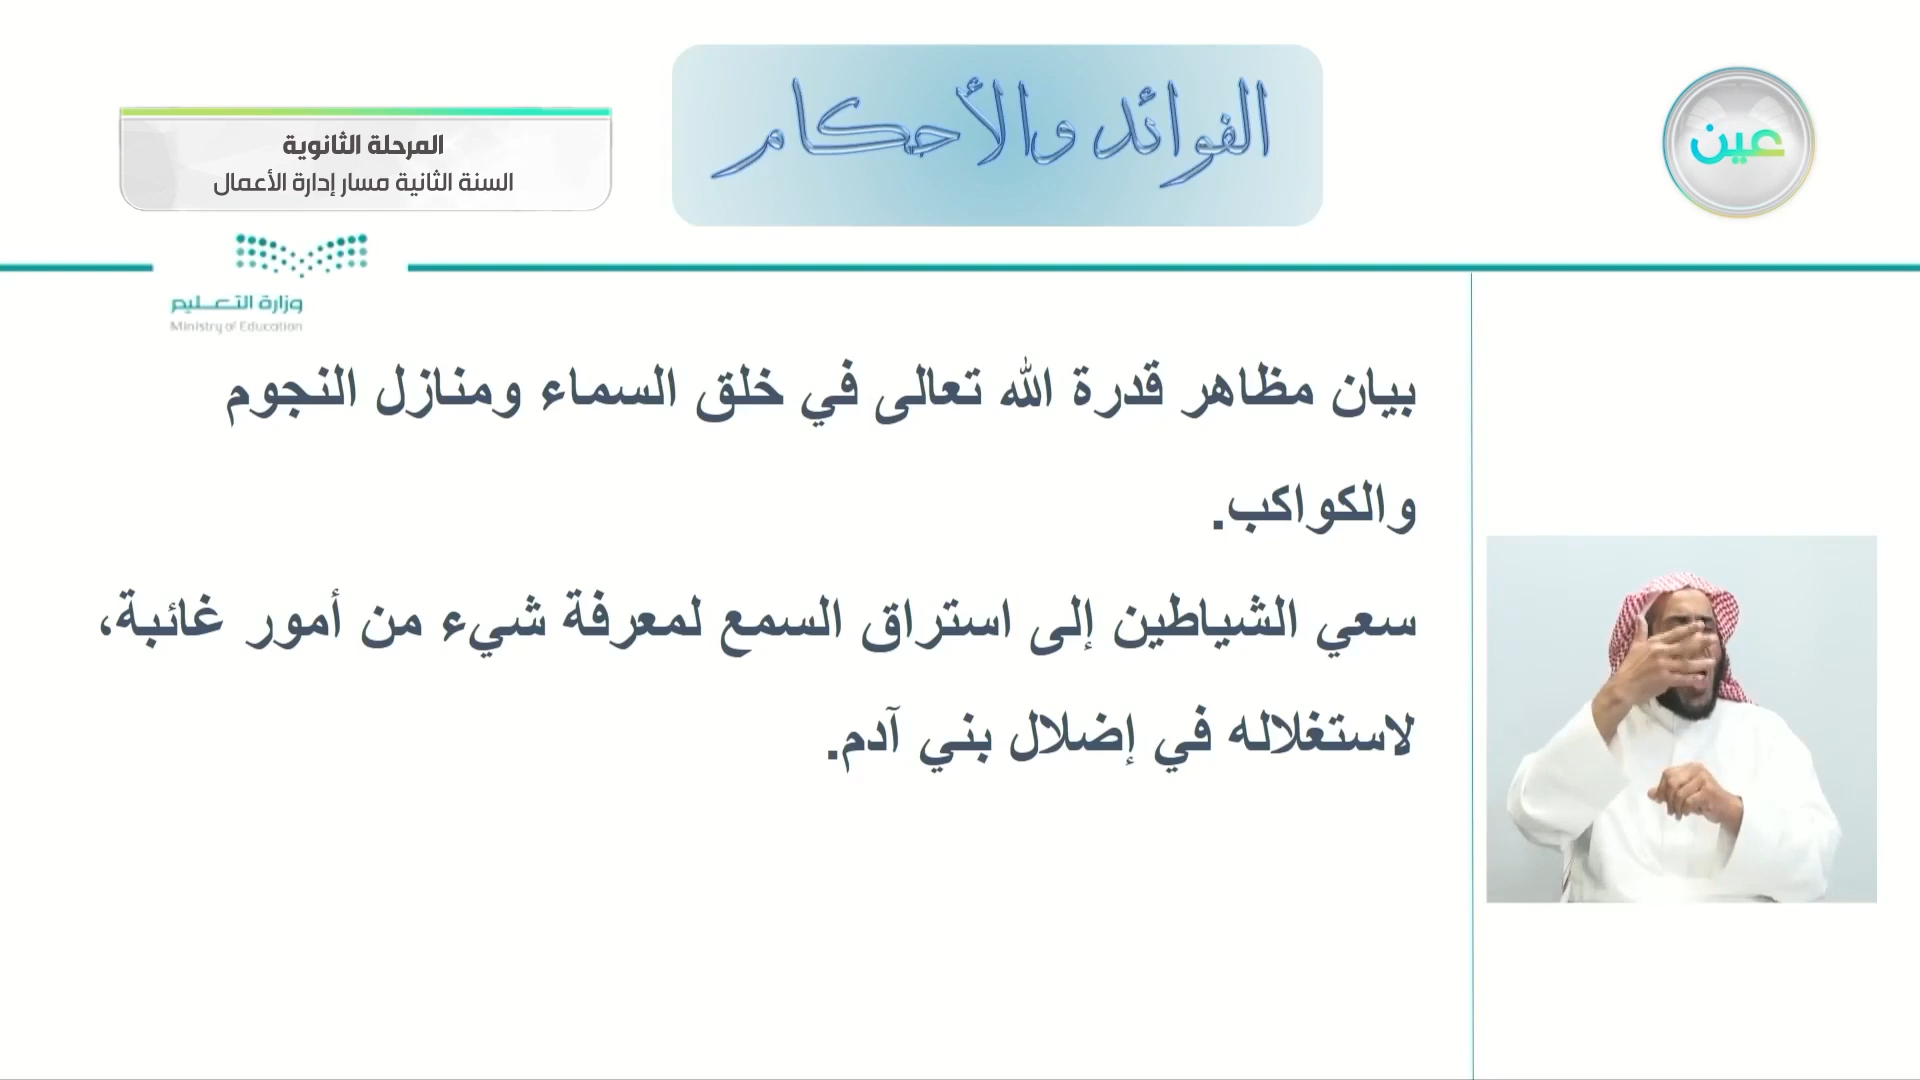 الفوائد والأحكام
عين
المرحلة الثانوية
السنة الثانية مسار إدارة الأعمال
وزارة التعليم
Ministry of Education
بيان مظاهر قدرة الله تعالى في خلق السماء ومنازل النجوم
والكواكب.
سعي الشياطين إلى استراق السمع لمعرفة شيء من أمور غائبة،
لاستغلاله في إضلال بني آدم.